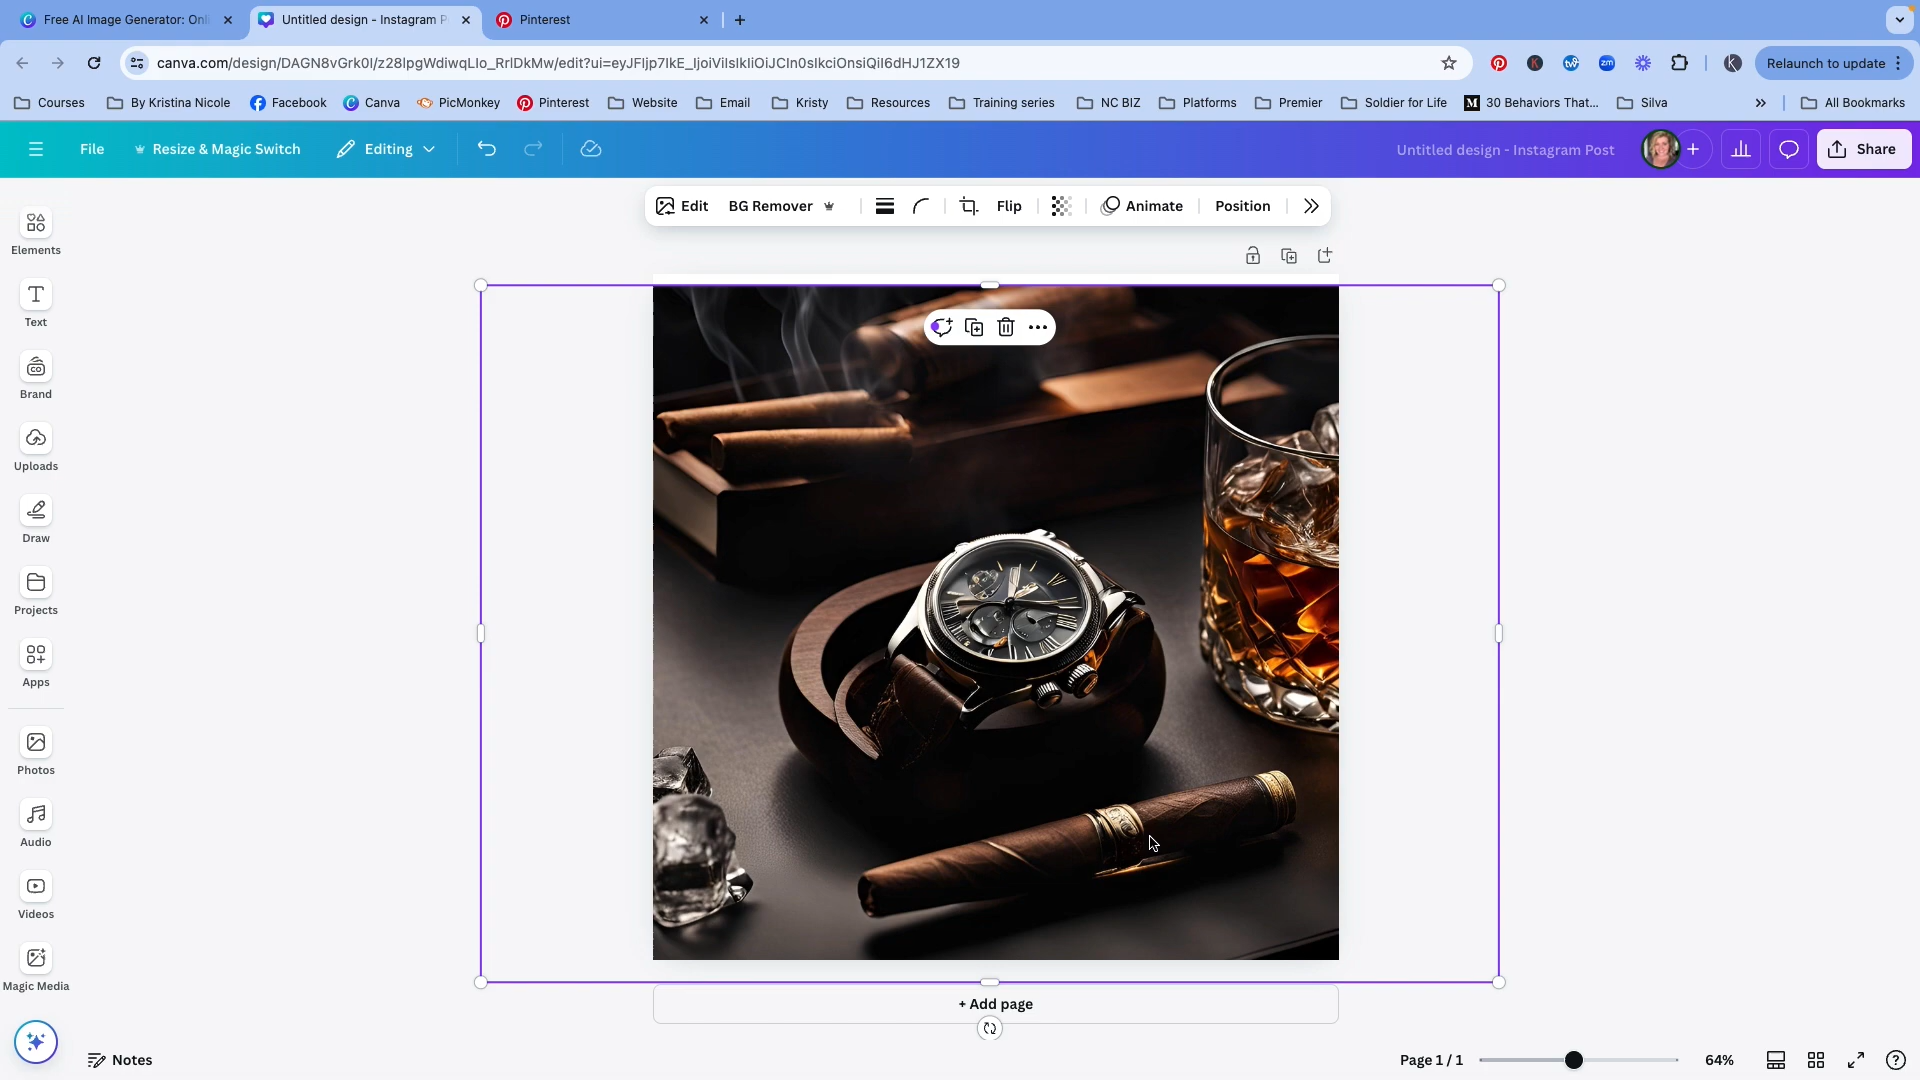 Free AI Image Generator: Onl
Untitled design - Instagram P
Pinterest
canva.com/design/DAGN8vGrk0I/z28IpgWdiwqLIo_RrlDkMw/edit?ui=eyJFIjp7IkE_IjoiVilsIkIiOiJCIn0sIkciOnsiQiI6dHJ1ZX19
Relaunch to update
Courses
By Kristina Nicole
Facebook
Canva
PicMonkey
Pinterest
Website
Email
Kristy
Resources
Training series
NC BIZ
Platforms
Premier
Soldier for Life
30 Behaviors That...
Silva
All Bookmarks
File
Resize & Magic Switch
Editing
Untitled design - Instagram Post
Share
Edit
BG Remover
Flip
Animate
Position
Elements
Text
Brand
Uploads
Draw
Projects
Apps
Photos
Audio
Videos
Magic Media
+ Add page
Notes
Page 1 / 1
64%